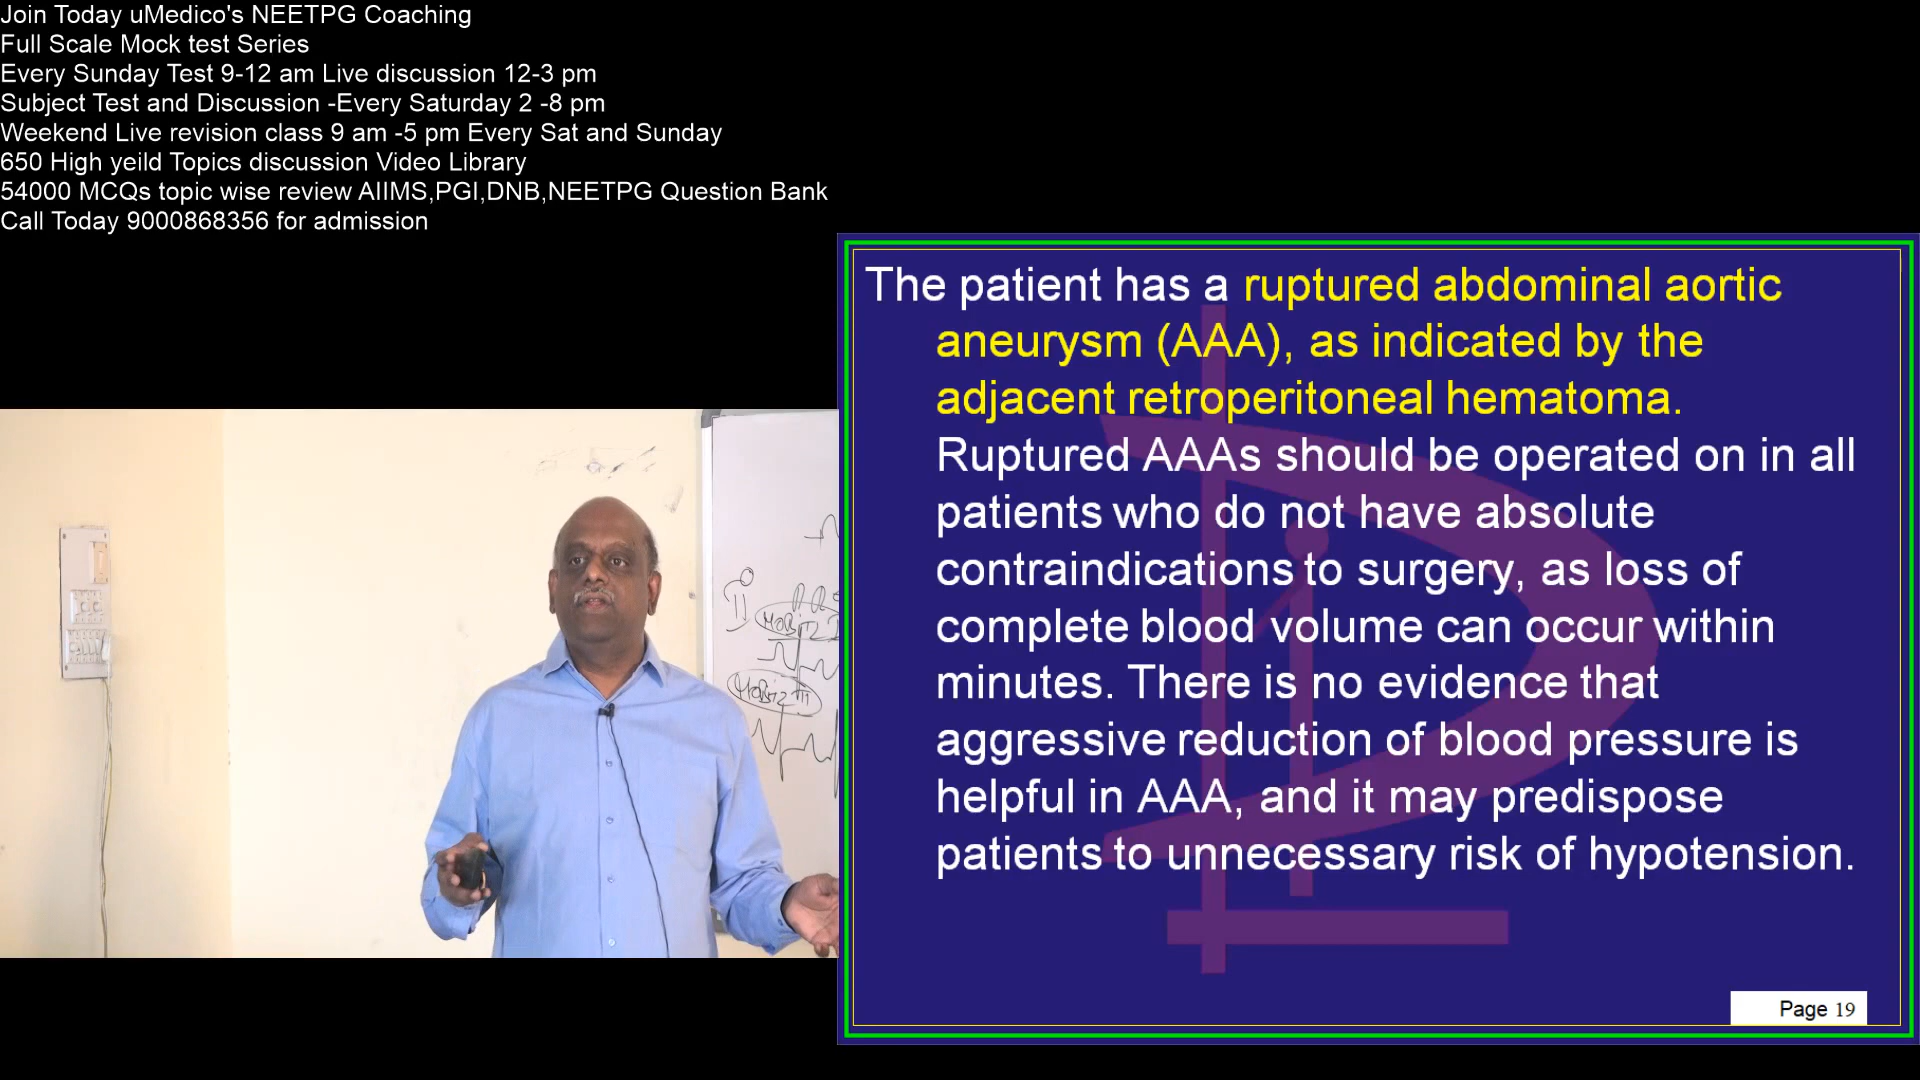 Join Today uMedico's NEETPG Coaching
Full Scale Mock test Series
Every Sunday Test 9-12 am Live discussion 12-3 pm
Subject Test and Discussion -Every Saturday 2 -8 pm
Weekend Live revision class 9 am -5 pm Every Sat and Sunday
650 High yeild Topics discussion Video Library
54000 MCQs topic wise review AIIMS,PGI,DNB,NEETPG Question Bank
Call Today 9000868356 for admission
The patient has a ruptured abdominal aortic
aneurysm (AAA), as indicated by the
adjacent retroperitoneal hematoma.
Ruptured AAAs should be operated on in all
patients who do not have absolute
contraindications to surgery, as loss of
complete blood volume can occur within
minutes. There is no evidence that
aggressive reduction of blood pressure is
helpful in AAA, and it may predispose
patients to unnecessary risk of hypotension.
Page 19